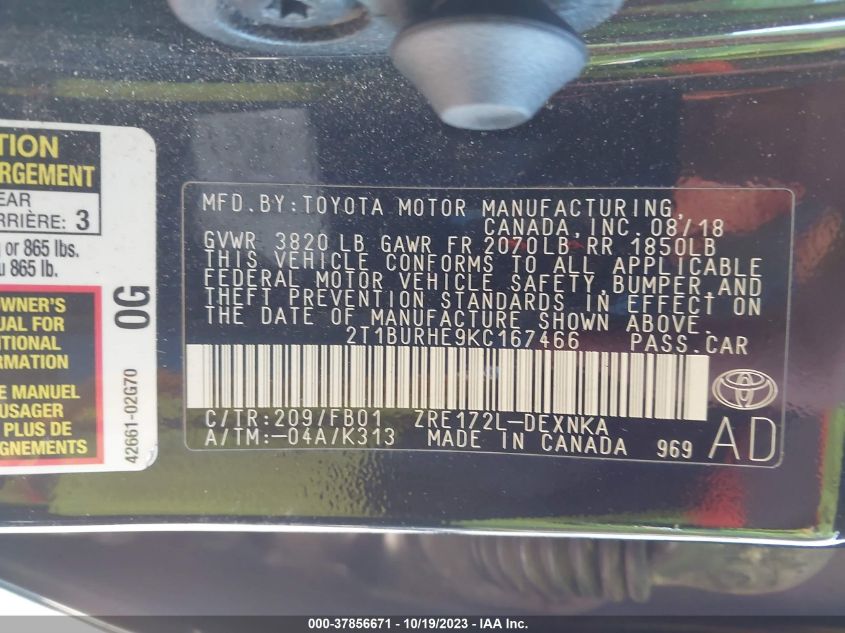 TION
RGEMENT
EAR
RRIÈRE: 3
g or 865 lbs.
u 865 lb.
OWNER'S
UAL FOR
TIONAL
RMATION
E MANUEL
USAGER
PLUS DE
GNEMENTS
0G
42661-02G70
MFD.BY:TOYOTA MOTOR MANUFACTURING,
CANADA,INC.08/18
GVWR 3820 LB GAWR FR 2070LB RR 1850LB
THIS VEHICLE CONFORMS TO ALL APPLICABLE
FEDERAL MOTOR VEHICLE SAFETY,BUMPER,AND
THEFT PREVENTION STANDARDS IN EFFECT ON
THE DATE OF MANUFACTURE SHOWN ABOVE.
2T1BURHE9KC167466 PASS.CAR
C/TR:209/FB01 ZRE172L-DEXNKA
A/TM:-04A/K313 MADE IN CANADA 969 AD
000-37856671 - 10/19/2023 - IAA Inc.